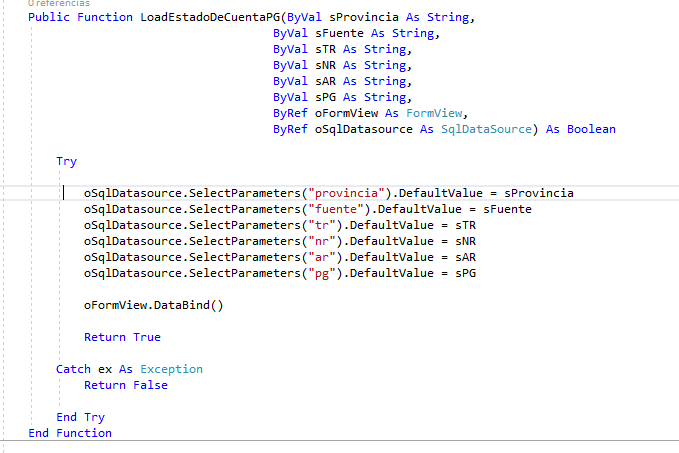 0 referencias
Public Function LoadEstadoDeCuentaPG(ByVal sProvincia As String,
ByVal sFuente As String,
ByVal sTR As String,
ByVal sNR As String,
ByVal sAR As String,
ByVal sPG As String,
ByRef oFormView As FormView,
ByRef oSqlDatasource As SqlDataSource) As Boolean
Try
oSqlDatasource.SelectParameters("provincia").DefaultValue = sProvincia
oSqlDatasource.SelectParameters("fuente").DefaultValue = sFuente
oSqlDatasource.SelectParameters("tr").DefaultValue = sTR
oSqlDatasource.SelectParameters("nr").DefaultValue = sNR
oSqlDatasource.SelectParameters("ar").DefaultValue = sAR
oSqlDatasource.SelectParameters("pg").DefaultValue = sPG
oFormView.DataBind()
Return True
Catch ex As Exception
Return False
End Try
End Function